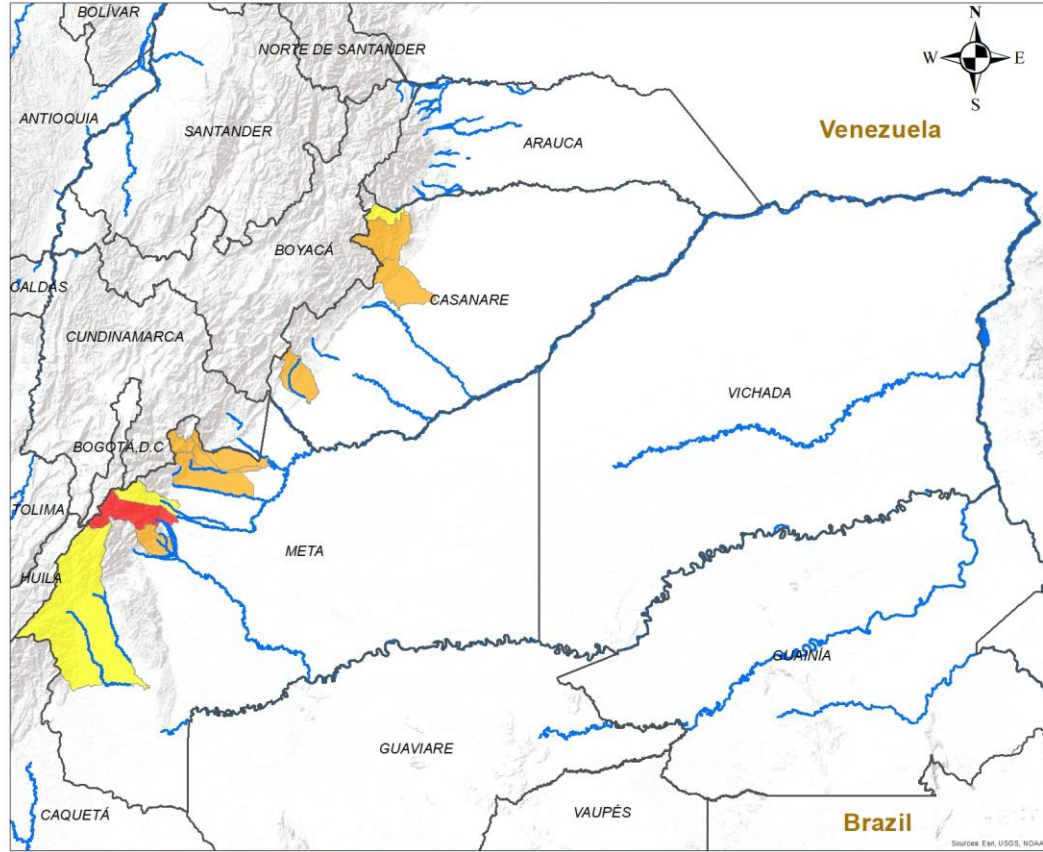 BOLÍVAR
N
NORTE DE SANTANDER
W
E
S
ANTIOQUIA
SANTANDER
ARAUCA
Venezuela
BOYACÁ
CALDAS
CASANARE
CUNDINAMARCA
VICHADA
BOGOTÁ,D.C
TOLIMA
META
HUILA
GUAINÍA
GUAVIARE
CAQUETÁ
VAUPÉS
Brazil
Sources: Esri, USGS, NOAA